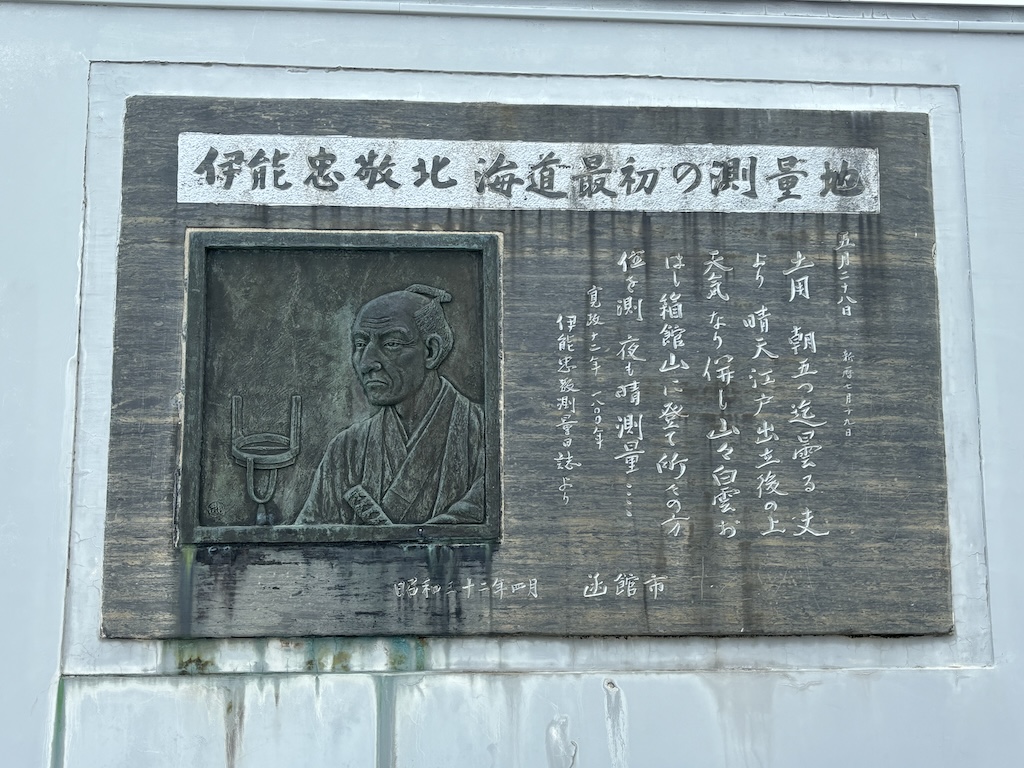 伊能忠敬北海道最初の測量地
五月二十八日 新暦七月十九日
土用 朝五つ迄曇る 夫
より 晴天江戸出立後の上
天気なり 併し山々白雲お
はし箱館山に登て所々の方
位を測 夜も晴測量こゝ
寛政十二年 一八〇〇年
伊能忠敬測量日誌より
昭和三十二年四月 函館市